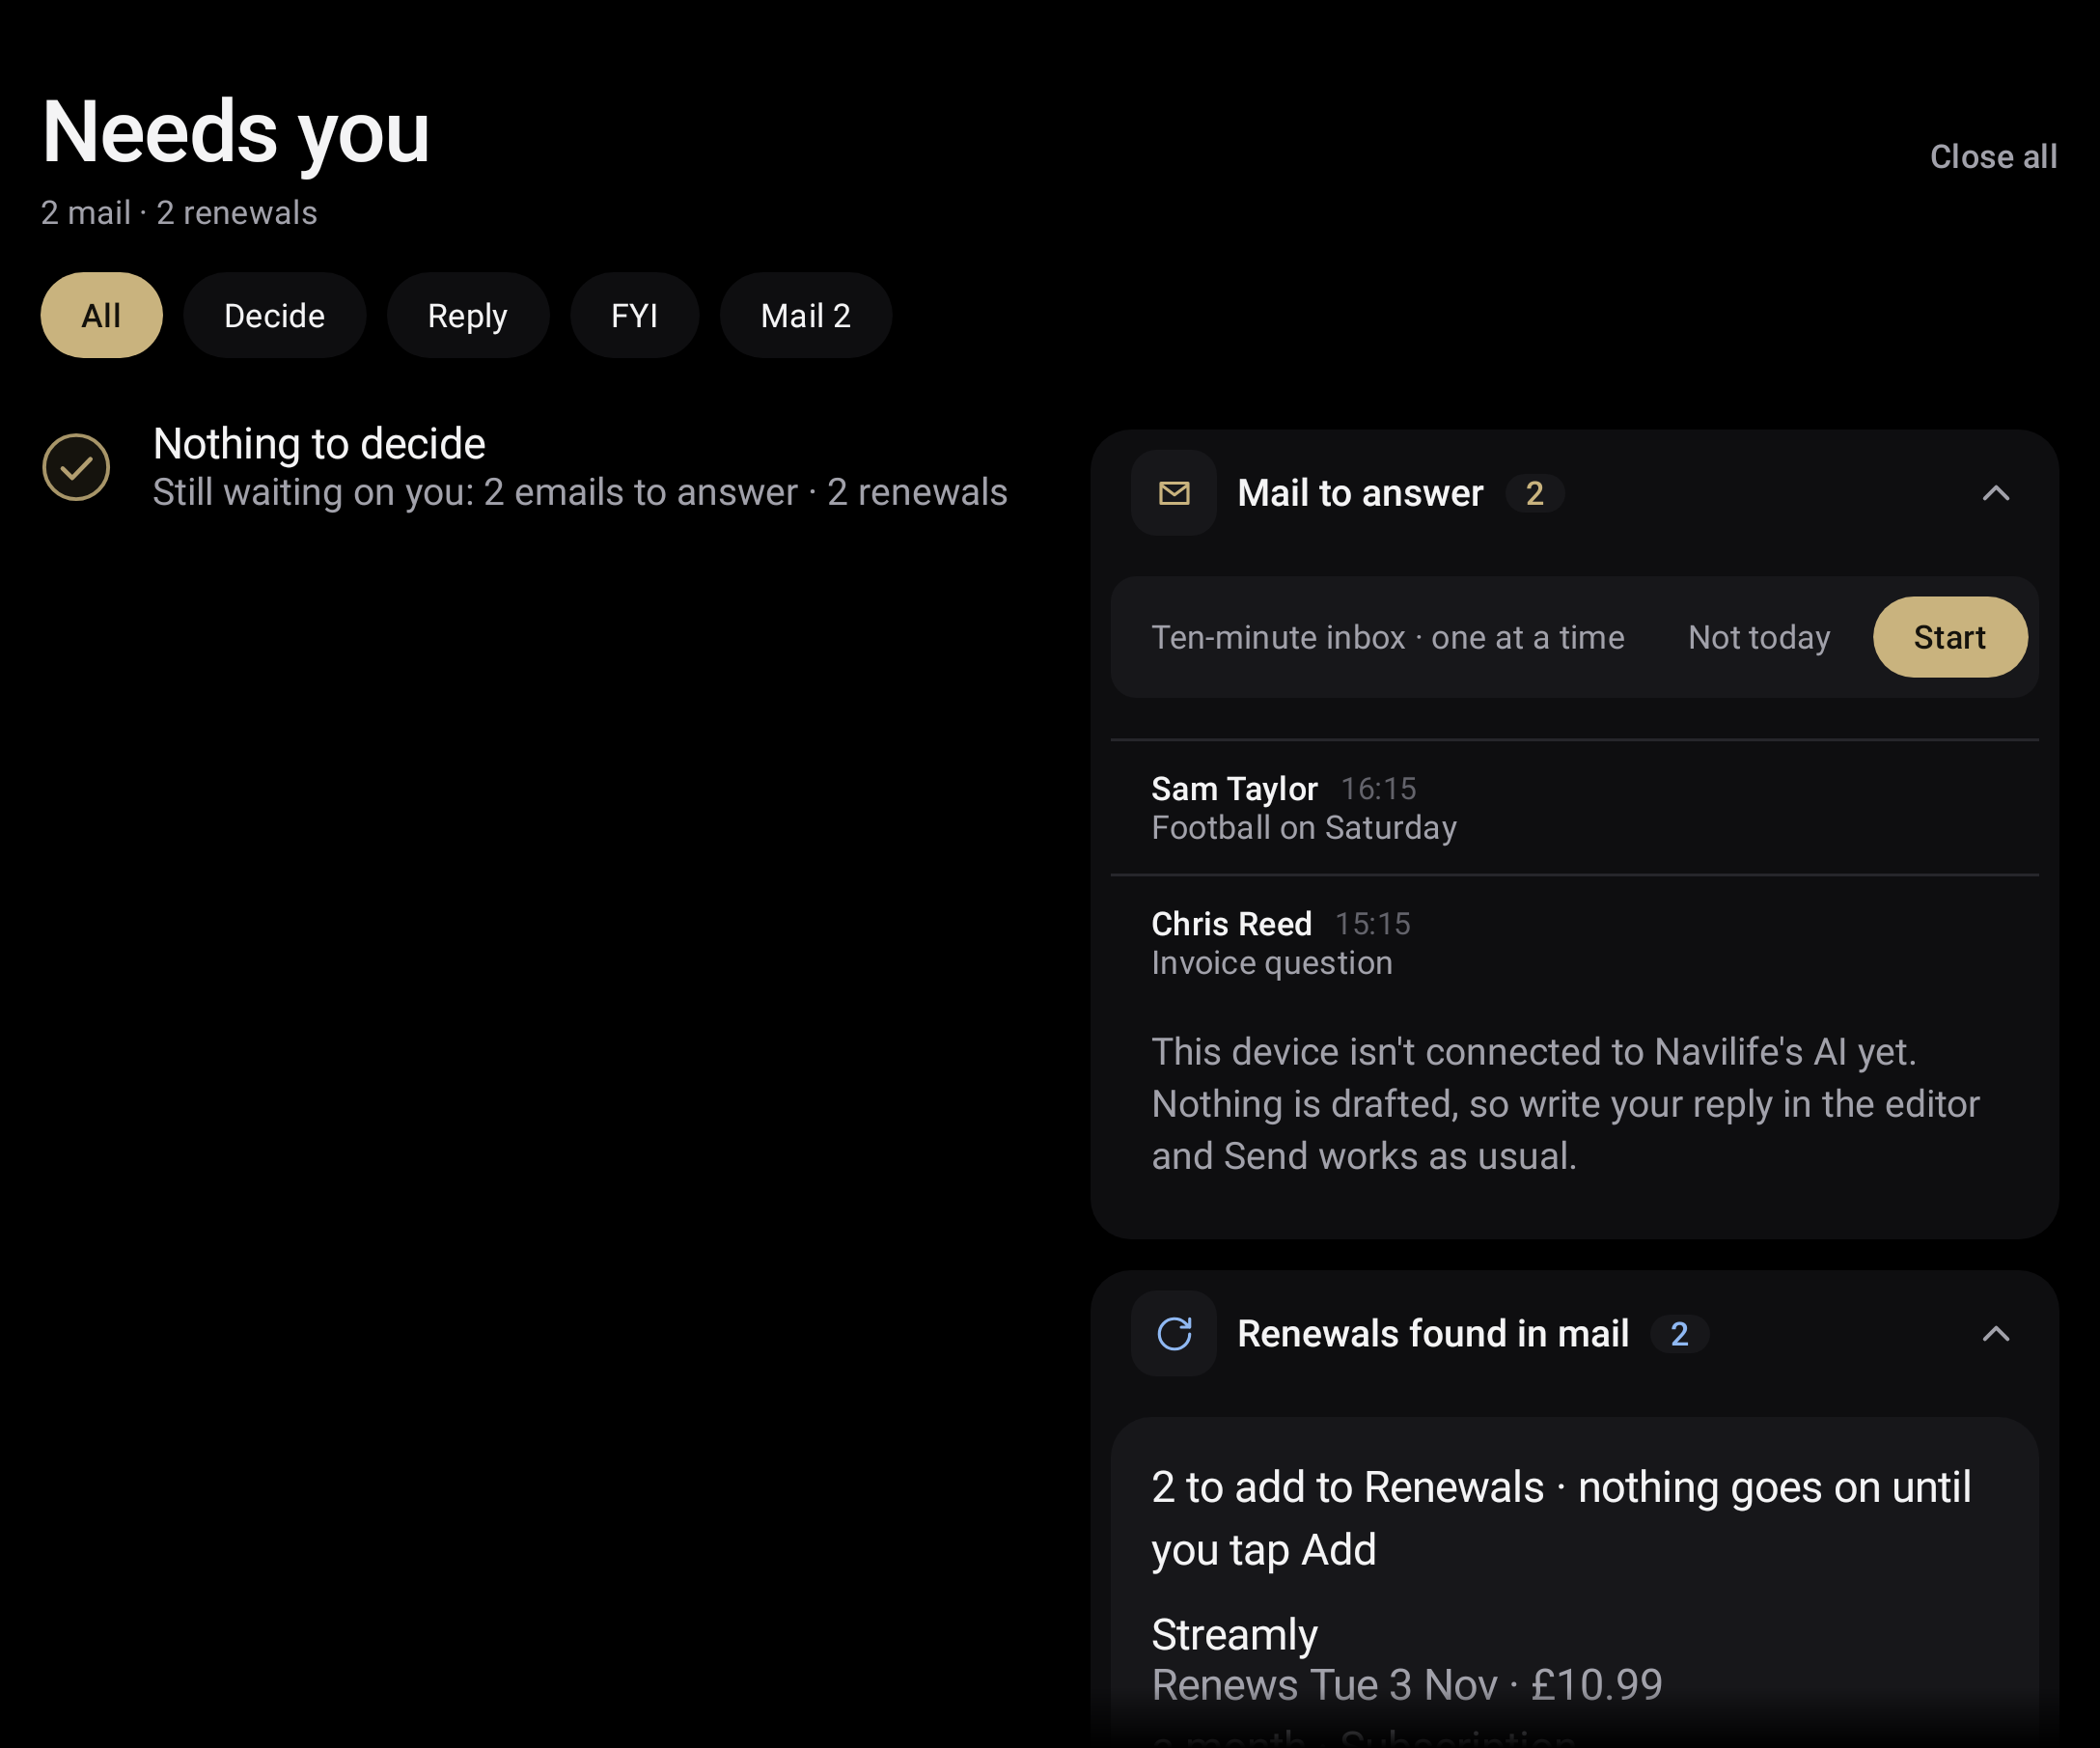 Needs you
Close all
2 mail · 2 renewals
All
Decide
Reply
FYI
Mail 2
Nothing to decide
Still waiting on you: 2 emails to answer · 2 renewals
Mail to answer 2
Ten-minute inbox · one at a time
Not today
Start
Sam Taylor 16:15
Football on Saturday
Chris Reed 15:15
Invoice question
This device isn't connected to Navilife's AI yet.
Nothing is drafted, so write your reply in the editor
and Send works as usual.
Renewals found in mail 2
2 to add to Renewals · nothing goes on until
you tap Add
Streamly
Renews Tue 3 Nov · £10.99
a month · Subscription